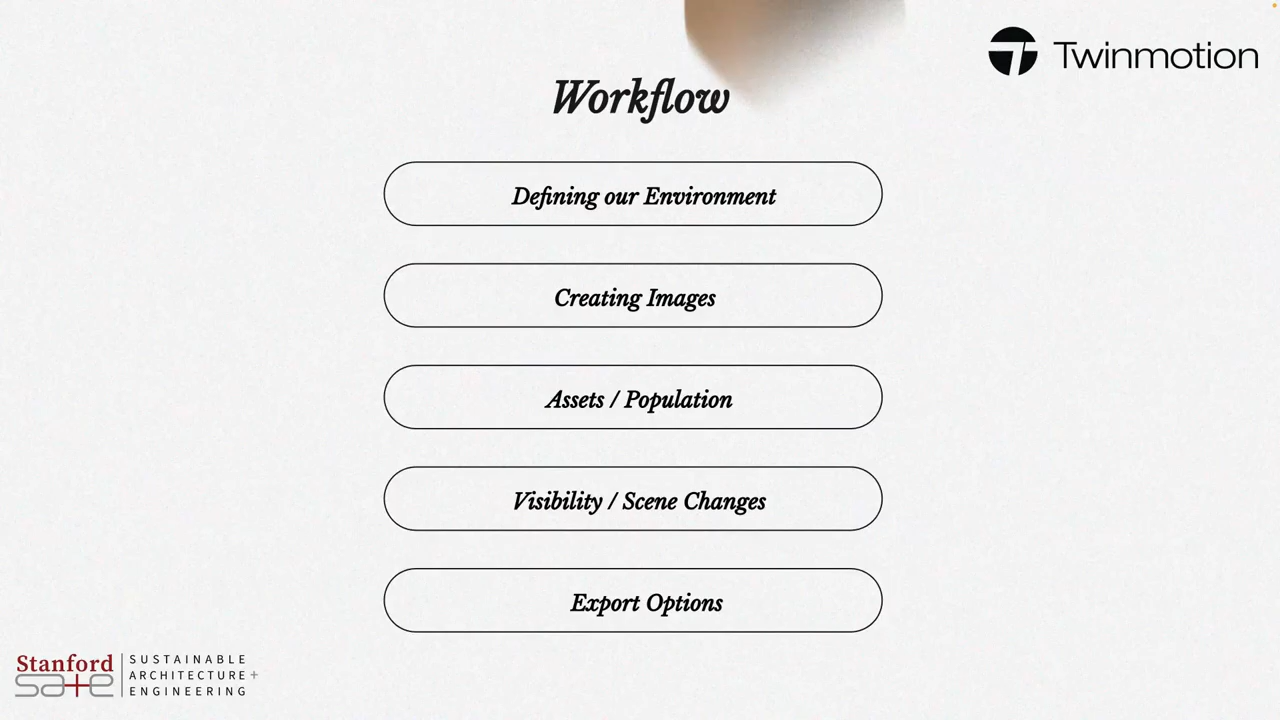 Twinmotion
Workflow
Defining our Environment
Creating Images
Assets / Population
Visibility / Scene Changes
Export Options
Stanford
sa+e
SUSTAINABLE
ARCHITECTURE+
ENGINEERING